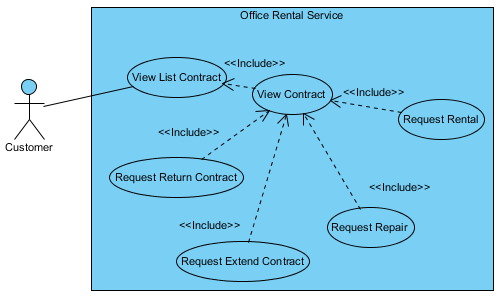 Office Rental Service
<<Include>>
View List Contract
View Contract
<<Include>>
Request Rental
Customer
<<Include>>
Request Return Contract
<<Include>>
<<Include>>
Request Repair
Request Extend Contract